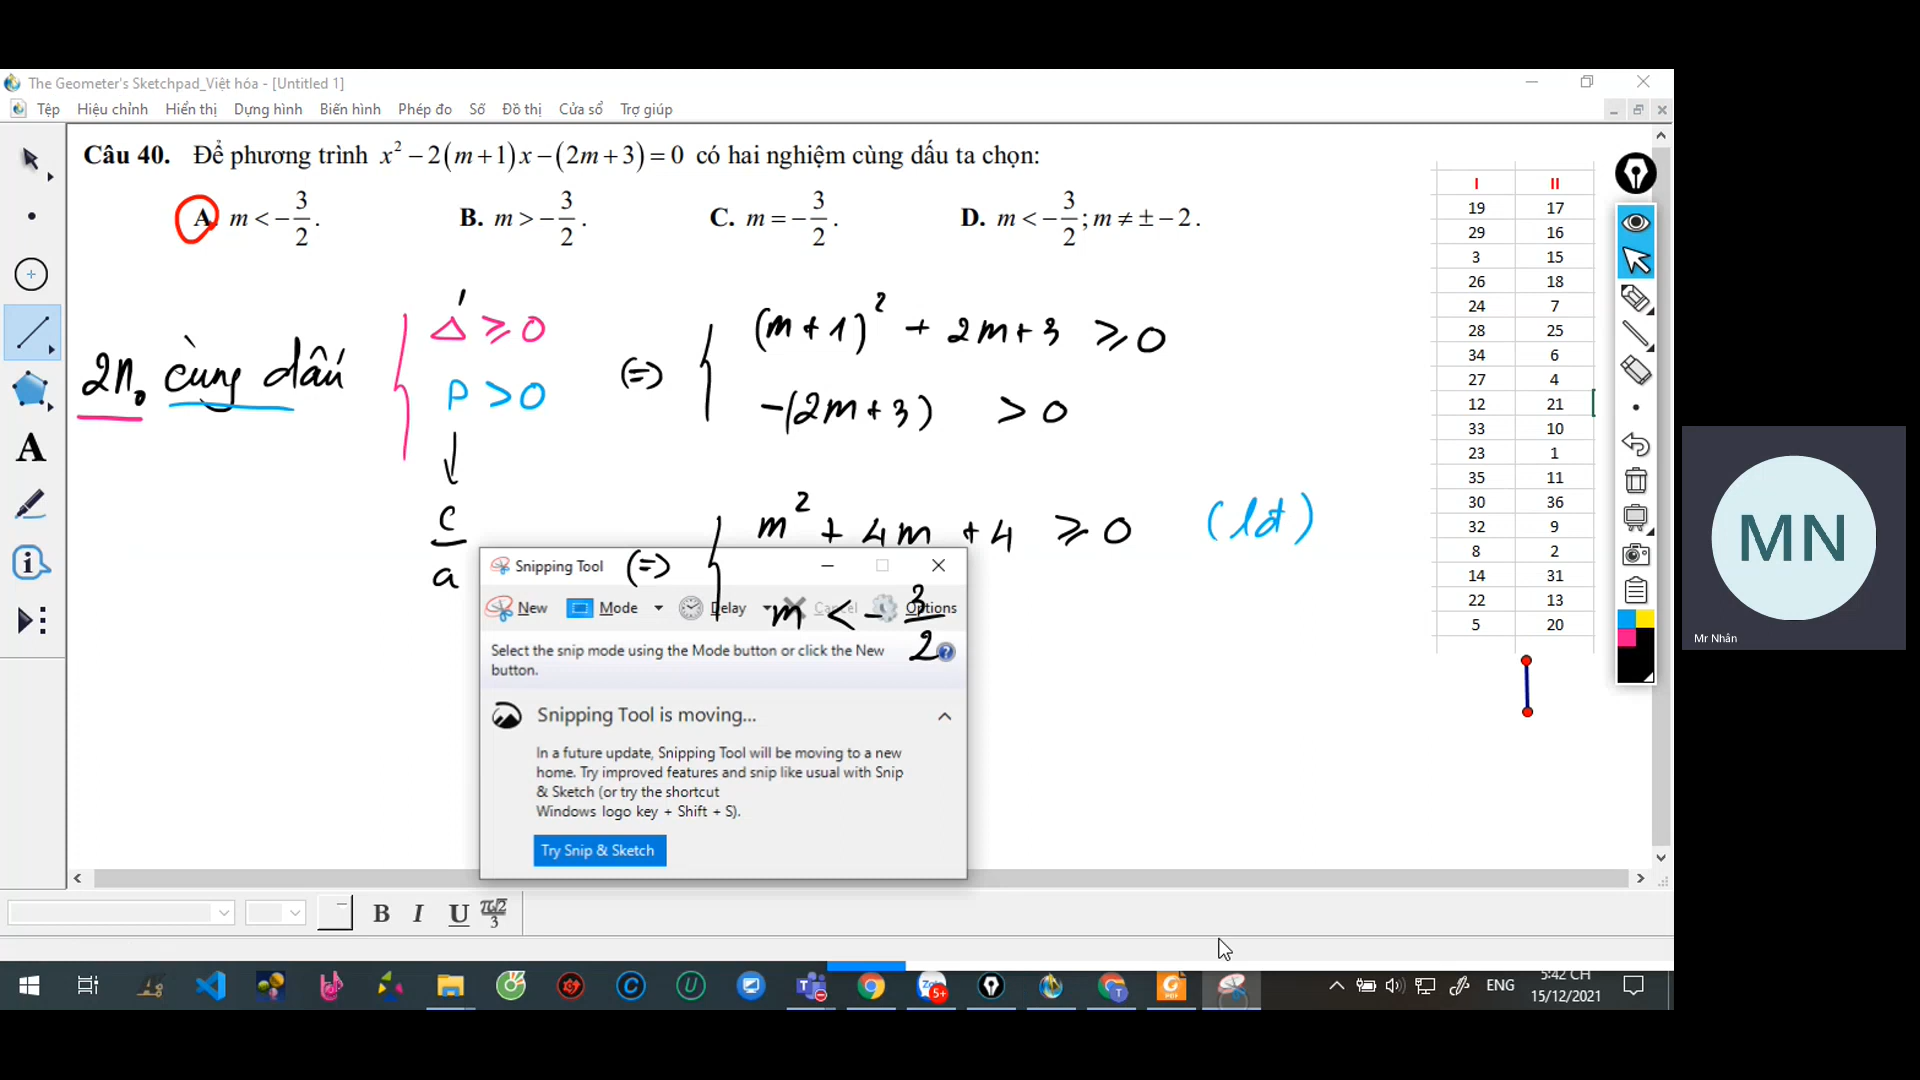 The Geometer's Sketchpad_Việt hóa - [Untitled 1]
Tệp Hiệu chỉnh Hiển thị Dựng hình Biến hình Phép đo Số Đồ thị Cửa sổ Trợ giúp
Câu 40. Để phương trình x² − 2(m+1)x − (2m+3) = 0 có hai nghiệm cùng dấu ta chọn:
A. m < −3/2. B. m > −3/2. C. m = −3/2. D. m < −3/2; m ≠ ± − 2.
2n₀ cùng dấu
Δ' ⩾ 0
P > 0
c/a
(=) (m+1)² + 2m+3 ⩾ 0
-(2m+3) > 0
(=) m² + 4m + 4 ⩾ 0 (lđ)
m < - 3/2
Snipping Tool
New Mode Delay Cancel Options
Select the snip mode using the Mode button or click the New
button.
Snipping Tool is moving...
In a future update, Snipping Tool will be moving to a new
home. Try improved features and snip like usual with Snip
& Sketch (or try the shortcut
Windows logo key + Shift + S).
Try Snip & Sketch
I II
19 17
29 16
3 15
26 18
24 7
28 25
34 6
27 4
12 21
33 10
23 1
35 11
30 36
32 9
8 2
14 31
22 13
5 20
MN
Mr Nhân
A
B I U π√2/3
5+
ENG
5:42 CH
15/12/2021